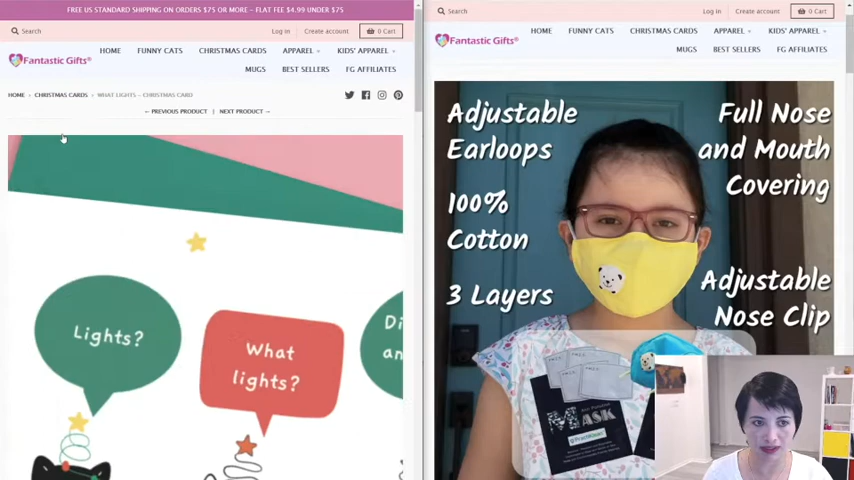 FREE US STANDARD SHIPPING ON ORDERS $75 OR MORE – FLAT FEE $4.99 UNDER $75
Search
Log in
Create account
0 Cart
FantasticGifts®
HOME
FUNNY CATS
CHRISTMAS CARDS
APPAREL
KIDS' APPAREL
MUGS
BEST SELLERS
FG AFFILIATES
HOME › CHRISTMAS CARDS › WHAT LIGHTS – CHRISTMAS CARD
← PREVIOUS PRODUCT
NEXT PRODUCT →
Lights?
What
lights?
Di
an
Search
Log in
Create account
0 Cart
FantasticGifts®
HOME
FUNNY CATS
CHRISTMAS CARDS
APPAREL
KIDS' APPAREL
MUGS
BEST SELLERS
FG AFFILIATES
Adjustable
Earloops
100%
Cotton
3 Layers
Full Nose
and Mouth
Covering
Adjustable
Nose Clip
MASK